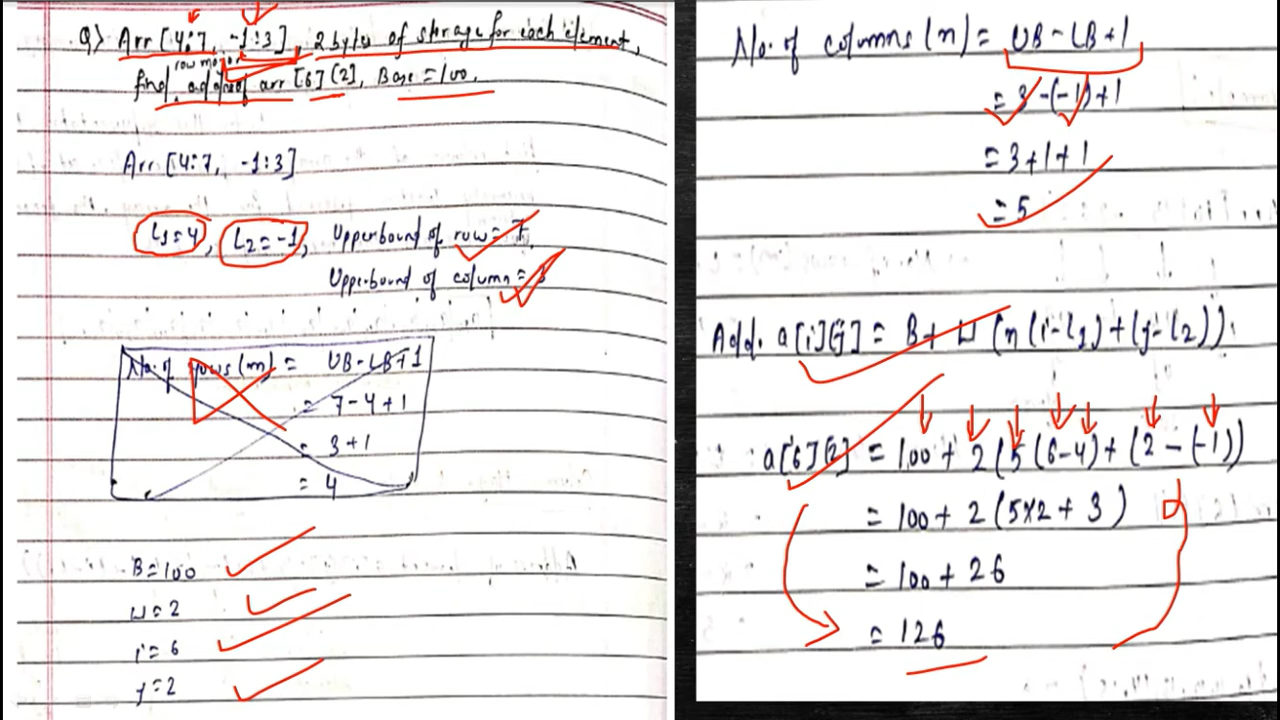 Q> Arr [4:7, -1:3], 2 bytes of storage for each element,
row major
find address of arr [6][2], Base = 100.
Arr [4:7, -1:3]
L1=4, L2=-1, Upperbound of row = 7,
Upperbound of column = 3
No. of rows (m) = UB-LB+1
= 7-4+1
= 3+1
= 4
B=100
W=2
i=6
j=2
No. of columns (n) = UB-LB+1
= 3-(-1)+1
= 3+1+1
= 5
Add. a[i][j] = B+ W (n(i-l1)+(j-l2)).
a[6][2] = 100+ 2(5(6-4)+(2-(-1))
= 100+ 2(5×2+3)
= 100+26
= 126